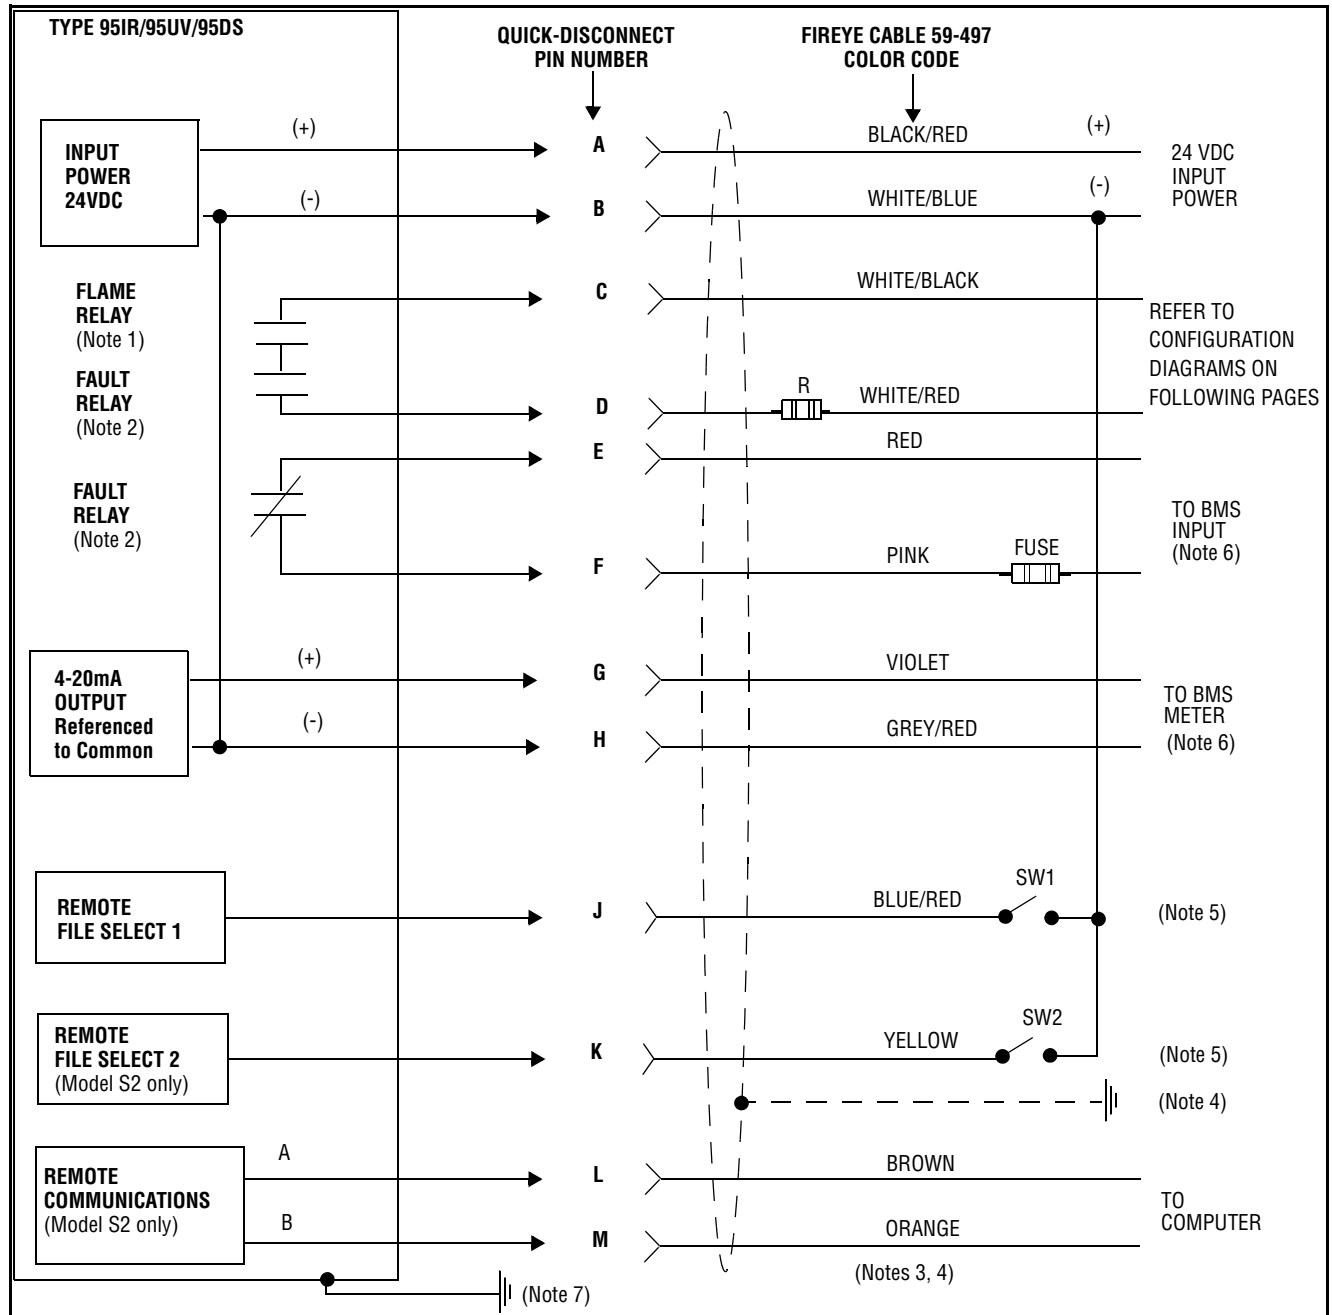 TYPE 95IR/95UV/95DS
QUICK-DISCONNECT
PIN NUMBER
FIREYE CABLE 59-497
COLOR CODE
INPUT
POWER
24VDC
(+)
A
BLACK/RED
(+)
24 VDC
INPUT
POWER
(-)
B
WHITE/BLUE
(-)
FLAME
RELAY
(Note 1)
C
WHITE/BLACK
REFER TO
CONFIGURATION
DIAGRAMS ON
FOLLOWING PAGES
FAULT
RELAY
(Note 2)
D
R
WHITE/RED
E
RED
FAULT
RELAY
(Note 2)
TO BMS
INPUT
(Note 6)
F
PINK
FUSE
4-20mA
OUTPUT
Referenced
to Common
(+)
G
VIOLET
TO BMS
METER
(Note 6)
(-)
H
GREY/RED
REMOTE
FILE SELECT 1
J
BLUE/RED
SW1
(Note 5)
REMOTE
FILE SELECT 2
(Model S2 only)
K
YELLOW
SW2
(Note 5)
(Note 4)
REMOTE
COMMUNICATIONS
(Model S2 only)
A
L
BROWN
TO
COMPUTER
B
M
ORANGE
(Notes 3, 4)
(Note 7)